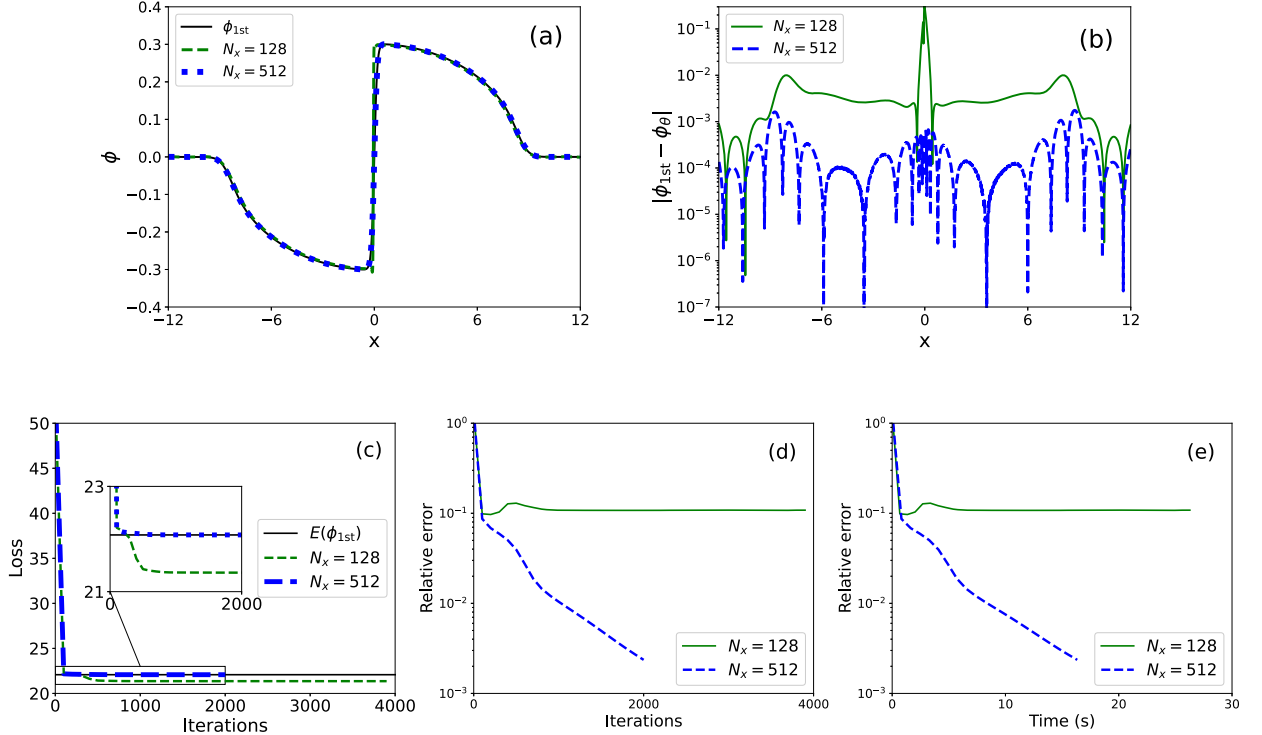 0.4
0.3
0.2
0.1
0.0
−0.1
−0.2
−0.3
−0.4
ϕ
−12
−6
0
6
12
x
ϕ1st
Nx = 128
Nx = 512
(a)
10⁻¹
10⁻²
10⁻³
10⁻⁴
10⁻⁵
10⁻⁶
10⁻⁷
|ϕ1st − ϕθ|
−12
−6
0
6
12
x
Nx = 128
Nx = 512
(b)
50
45
40
35
30
25
20
Loss
0
1000
2000
3000
4000
Iterations
23
21
0
2000
E(ϕ1st)
Nx = 128
Nx = 512
(c)
10⁰
10⁻¹
10⁻²
10⁻³
Relative error
0
2000
4000
Iterations
Nx = 128
Nx = 512
(d)
10⁰
10⁻¹
10⁻²
10⁻³
Relative error
0
10
20
30
Time (s)
Nx = 128
Nx = 512
(e)